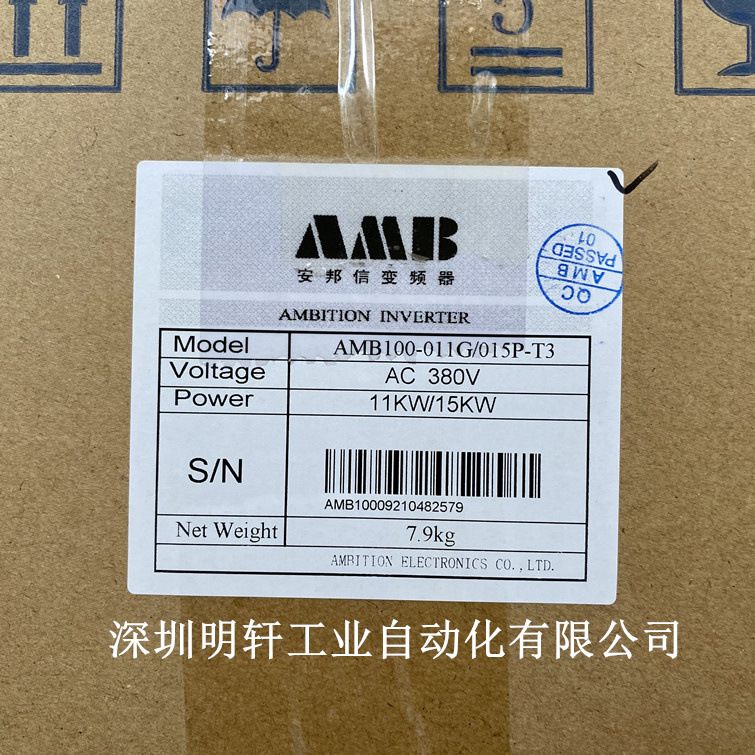 AMB
安邦信变频器
QC
AMB
PASSED
01
AMBITION INVERTER
Model AMB100-011G/015P-T3
Voltage AC 380V
Power 11KW/15KW
S/N
AMB10009210482579
Net Weight 7.9kg
AMBITION ELECTRONICS CO.,LTD.
深圳明轩工业自动化有限公司